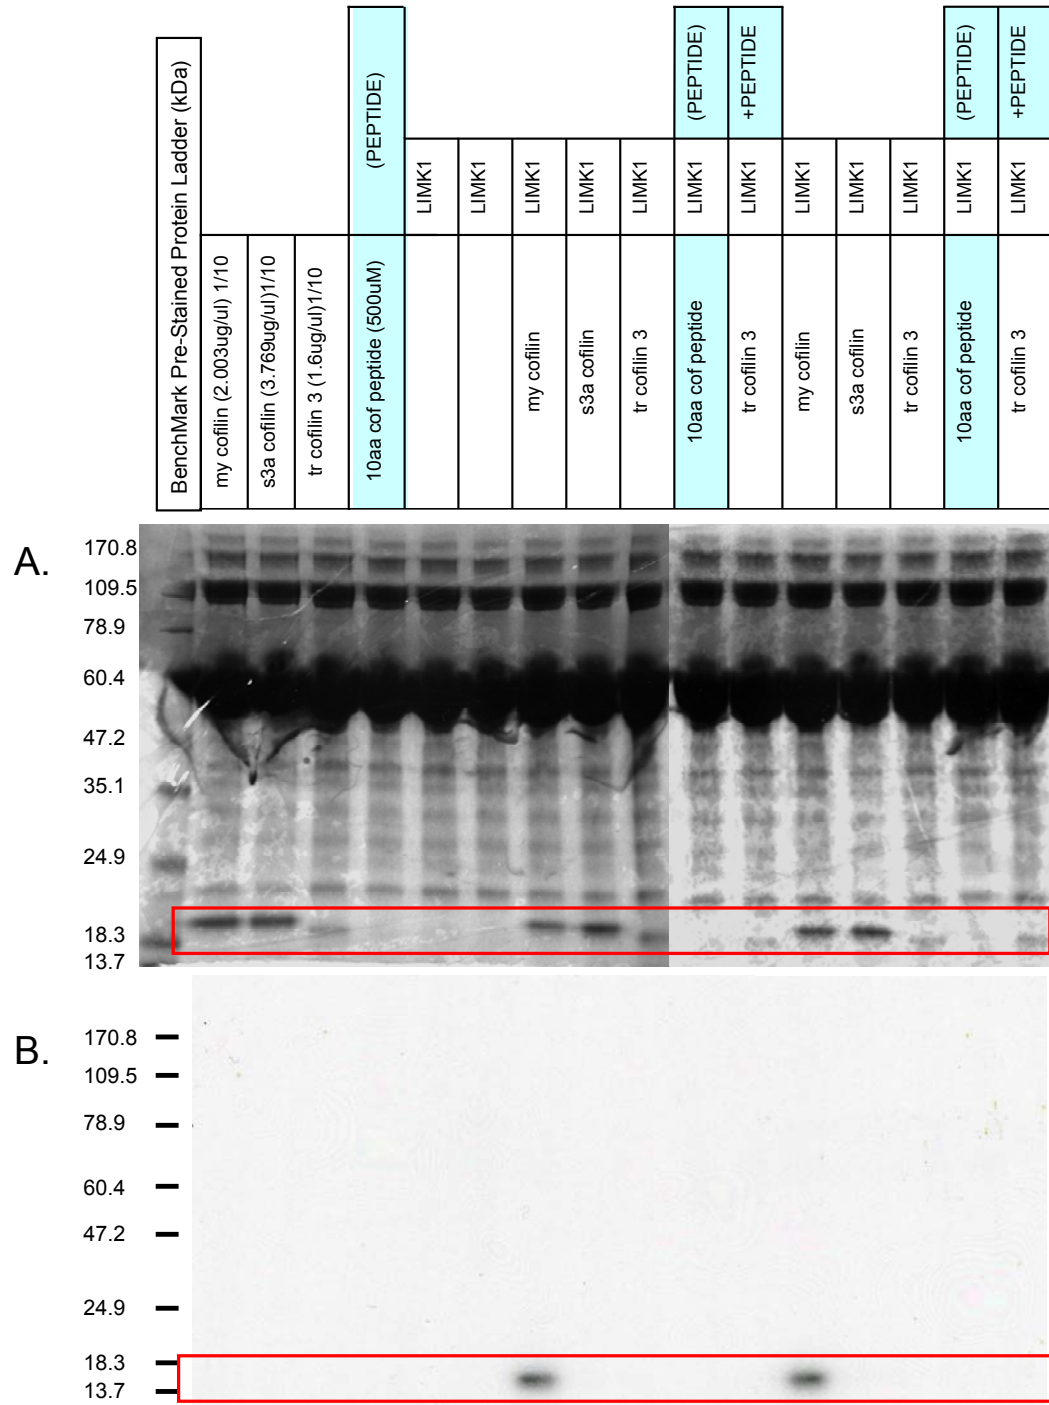 BenchMark Pre-Stained Protein Ladder (kDa)
my cofilin (2.003ug/ul) 1/10
s3a cofilin (3.769ug/ul)1/10
tr cofilin 3 (1.6ug/ul)1/10
(PEPTIDE)
10aa cof peptide (500uM)
LIMK1
LIMK1
LIMK1
my cofilin
LIMK1
s3a cofilin
LIMK1
tr cofilin 3
(PEPTIDE)
LIMK1
10aa cof peptide
+PEPTIDE
LIMK1
tr cofilin 3
LIMK1
my cofilin
LIMK1
s3a cofilin
LIMK1
tr cofilin 3
(PEPTIDE)
LIMK1
10aa cof peptide
+PEPTIDE
LIMK1
tr cofilin 3
A.
170.8
109.5
78.9
60.4
47.2
35.1
24.9
18.3
13.7
B.
170.8
109.5
78.9
60.4
47.2
24.9
18.3
13.7